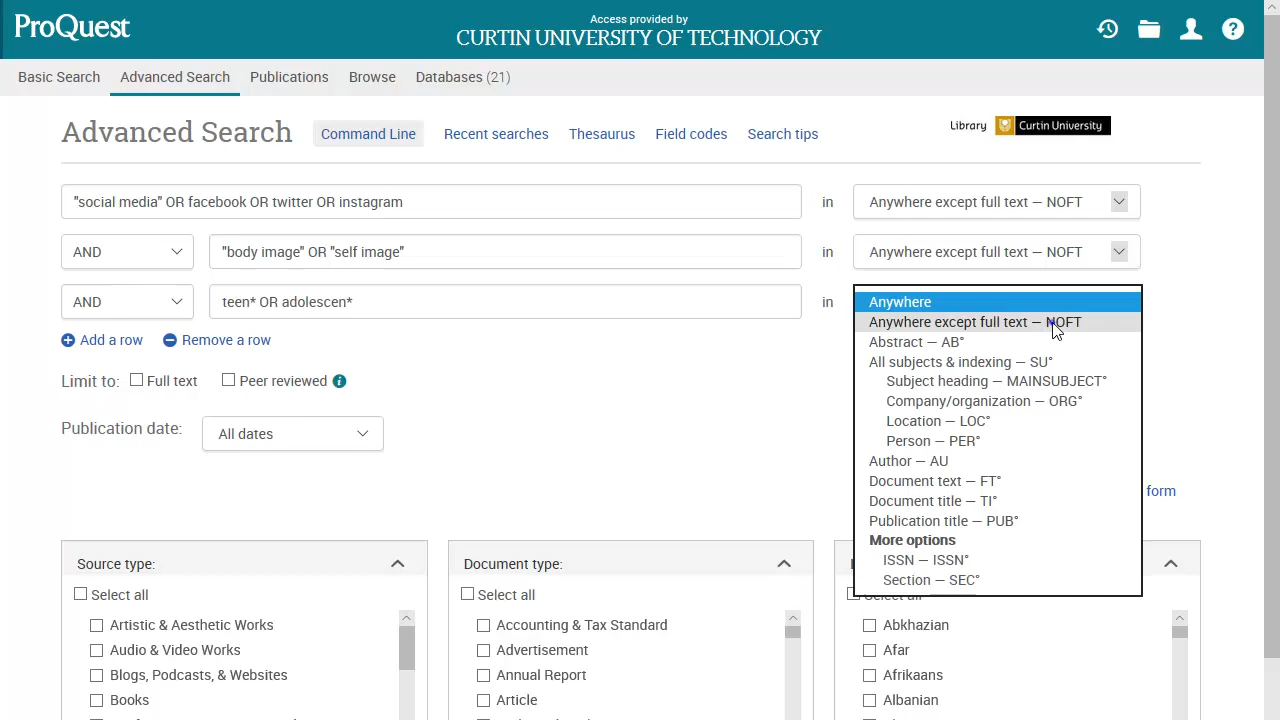 ProQuest
Access provided by
CURTIN UNIVERSITY OF TECHNOLOGY
Basic Search Advanced Search Publications Browse Databases (21)
Advanced Search Command Line Recent searches Thesaurus Field codes Search tips
Library Curtin University
"social media" OR facebook OR twitter OR instagram in Anywhere except full text — NOFT
AND "body image" OR "self image" in Anywhere except full text — NOFT
AND teen* OR adolescen* in
Anywhere
Anywhere except full text — NOFT
Abstract — AB°
All subjects & indexing — SU°
Subject heading — MAINSUBJECT°
Company/organization — ORG°
Location — LOC°
Person — PER°
Author — AU
Document text — FT°
Document title — TI°
Publication title — PUB°
More options
ISSN — ISSN°
Section — SEC°
Add a row Remove a row
Limit to: Full text Peer reviewed
Publication date: All dates
form
Source type:
Select all
Artistic & Aesthetic Works
Audio & Video Works
Blogs, Podcasts, & Websites
Books
Document type:
Select all
Accounting & Tax Standard
Advertisement
Annual Report
Article
Select all
Abkhazian
Afar
Afrikaans
Albanian